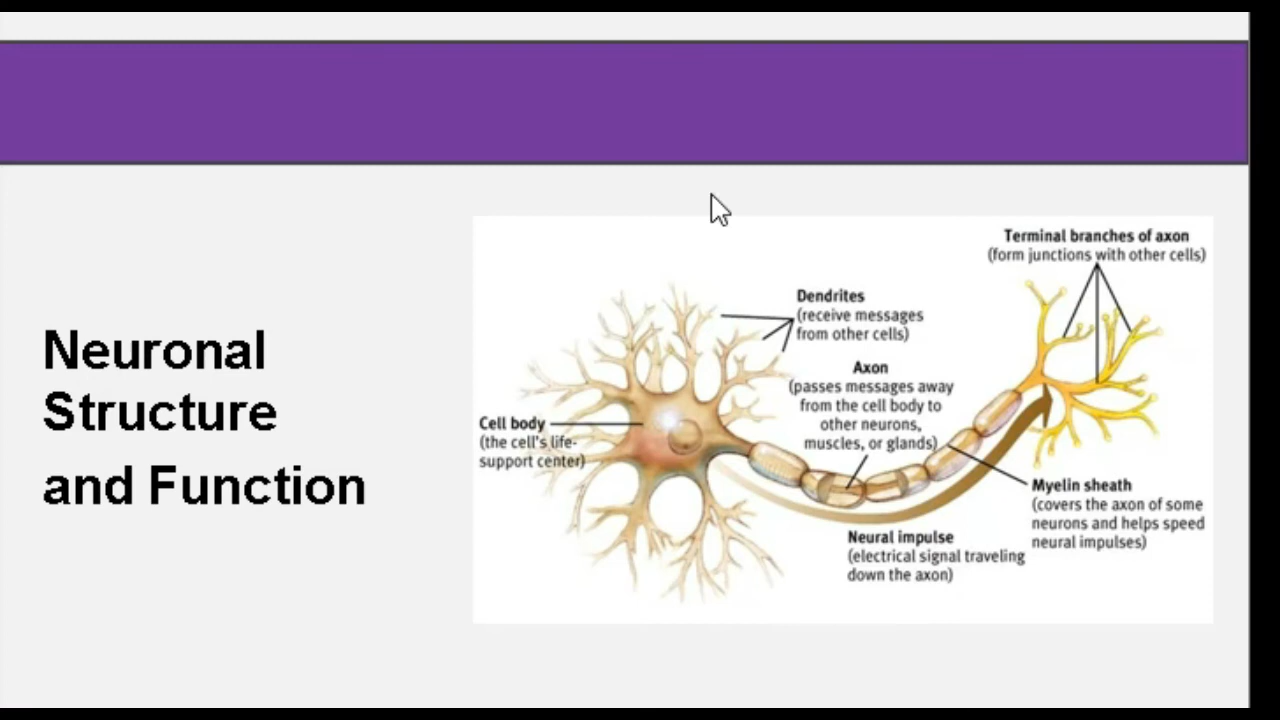 Neuronal
Structure
and Function
Terminal branches of axon
(form junctions with other cells)
Dendrites
(receive messages
from other cells)
Axon
(passes messages away
from the cell body to
other neurons,
muscles, or glands)
Cell body
(the cell's life-
support center)
Myelin sheath
(covers the axon of some
neurons and helps speed
neural impulses)
Neural impulse
(electrical signal traveling
down the axon)